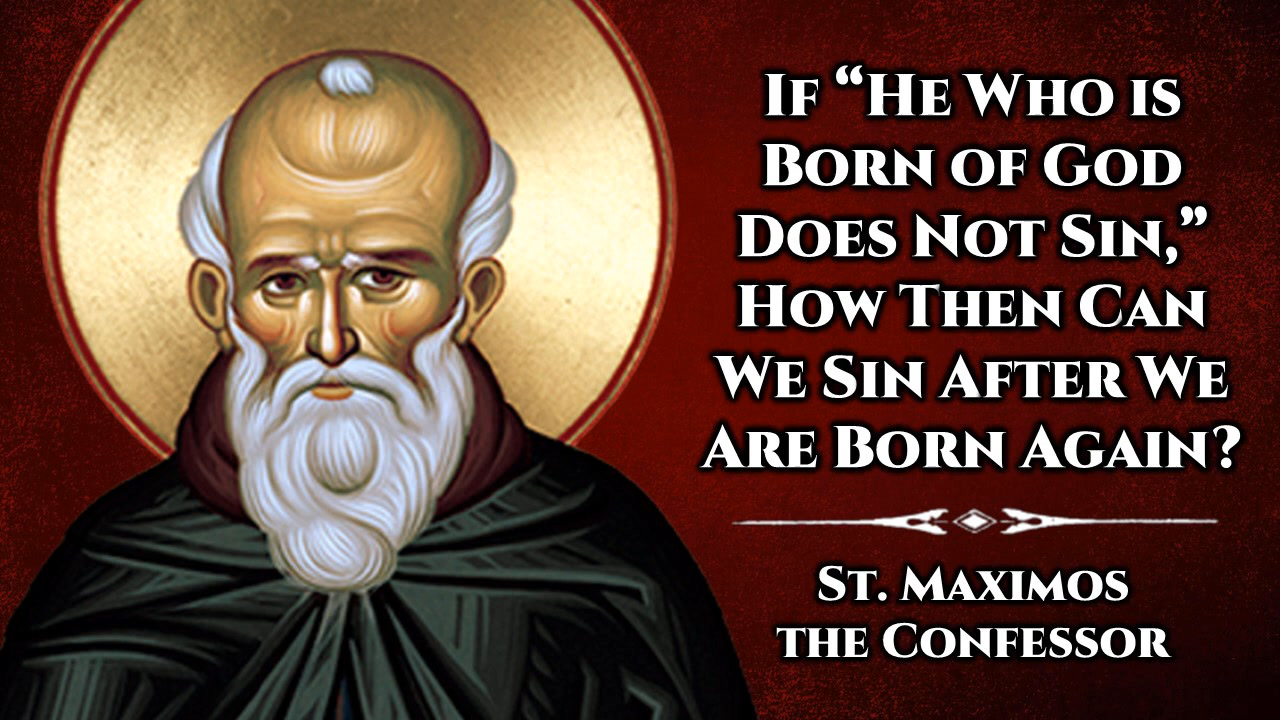 If “He Who is
Born of God
Does Not Sin,”
How Then Can
We Sin After We
Are Born Again?
St. Maximos
the Confessor